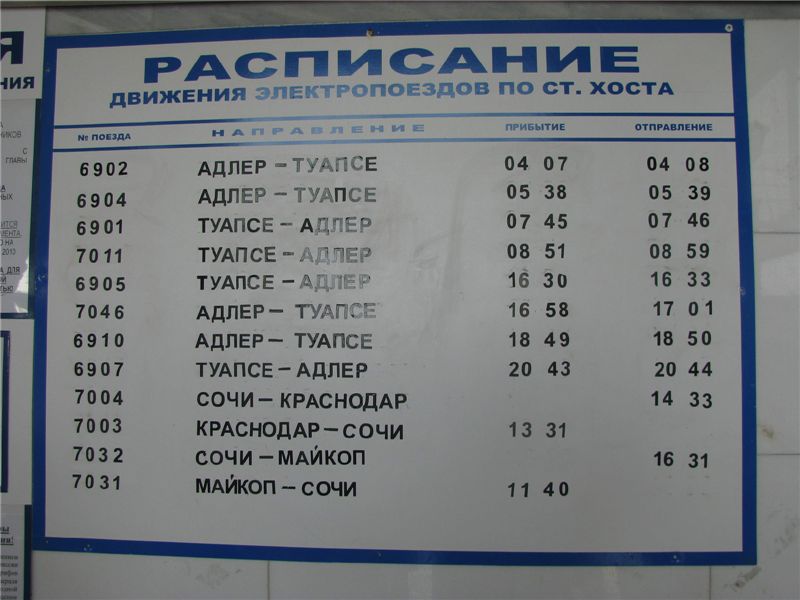 Я
НИЯ
РАСПИСАНИЕ
ДВИЖЕНИЯ ЭЛЕКТРОПОЕЗДОВ ПО СТ. ХОСТА
№ ПОЕЗДА НАПРАВЛЕНИЕ ПРИБЫТИЕ ОТПРАВЛЕНИЕ
6902 АДЛЕР – ТУАПСЕ 04 07 04 08
6904 АДЛЕР – ТУАПСЕ 05 38 05 39
6901 ТУАПСЕ – АДЛЕР 07 45 07 46
7011 ТУАПСЕ – АДЛЕР 08 51 08 59
6905 ТУАПСЕ – АДЛЕР 16 30 16 33
7046 АДЛЕР – ТУАПСЕ 16 58 17 01
6910 АДЛЕР – ТУАПСЕ 18 49 18 50
6907 ТУАПСЕ – АДЛЕР 20 43 20 44
7004 СОЧИ – КРАСНОДАР 14 33
7003 КРАСНОДАР – СОЧИ 13 31
7032 СОЧИ – МАЙКОП 16 31
7031 МАЙКОП – СОЧИ 11 40